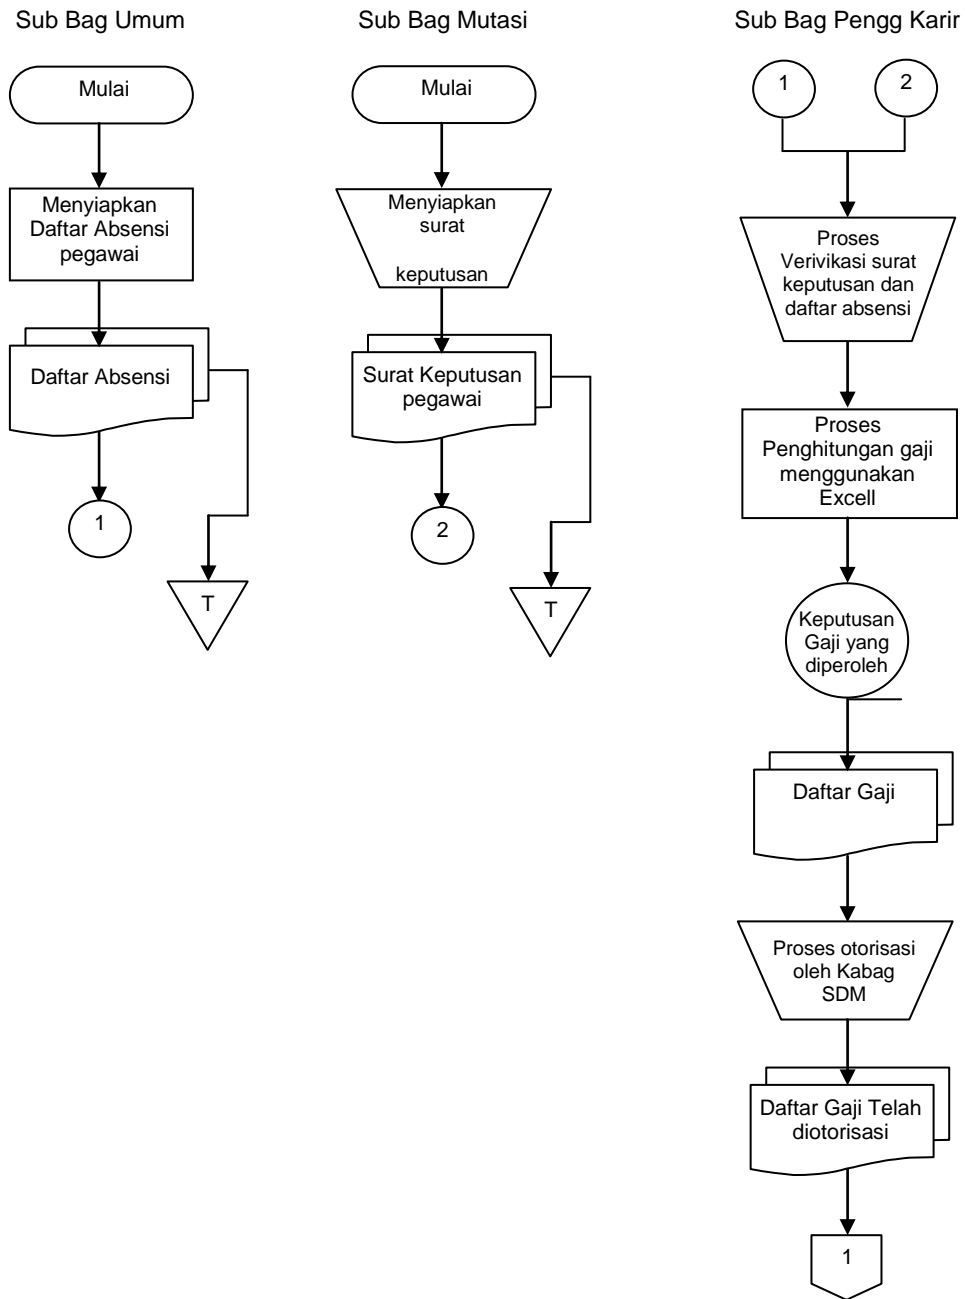 Sub Bag Umum
Mulai
Menyiapkan
Daftar Absensi
pegawai
Daftar Absensi
1
T
Sub Bag Mutasi
Mulai
Menyiapkan
surat
keputusan
Surat Keputusan
pegawai
2
T
Sub Bag Pengg Karir
1
2
Proses
Verivikasi surat
keputusan dan
daftar absensi
Proses
Penghitungan gaji
menggunakan
Excell
Keputusan
Gaji yang
diperoleh
Daftar Gaji
Proses otorisasi
oleh Kabag
SDM
Daftar Gaji Telah
diotorisasi
1